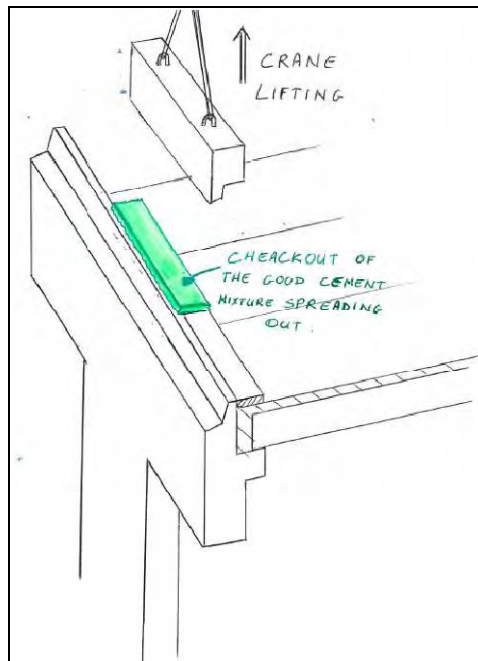 CRANE
LIFTING
CHEACKOUT OF
THE GOOD CEMENT
MIXTURE SPREADING
OUT.